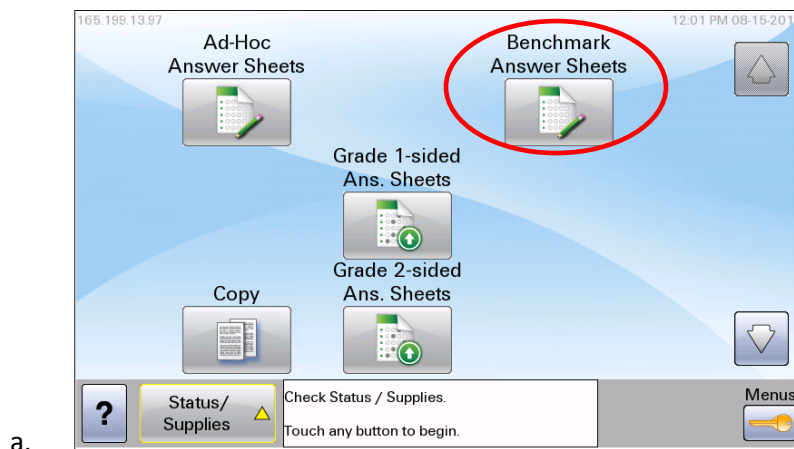 165.199.13.97
12:01 PM 08-15-201
Ad-Hoc
Answer Sheets
Benchmark
Answer Sheets
Grade 1-sided
Ans. Sheets
Grade 2-sided
Ans. Sheets
Copy
?
Status/
Supplies
Check Status / Supplies.
Touch any button to begin.
Menus
a.